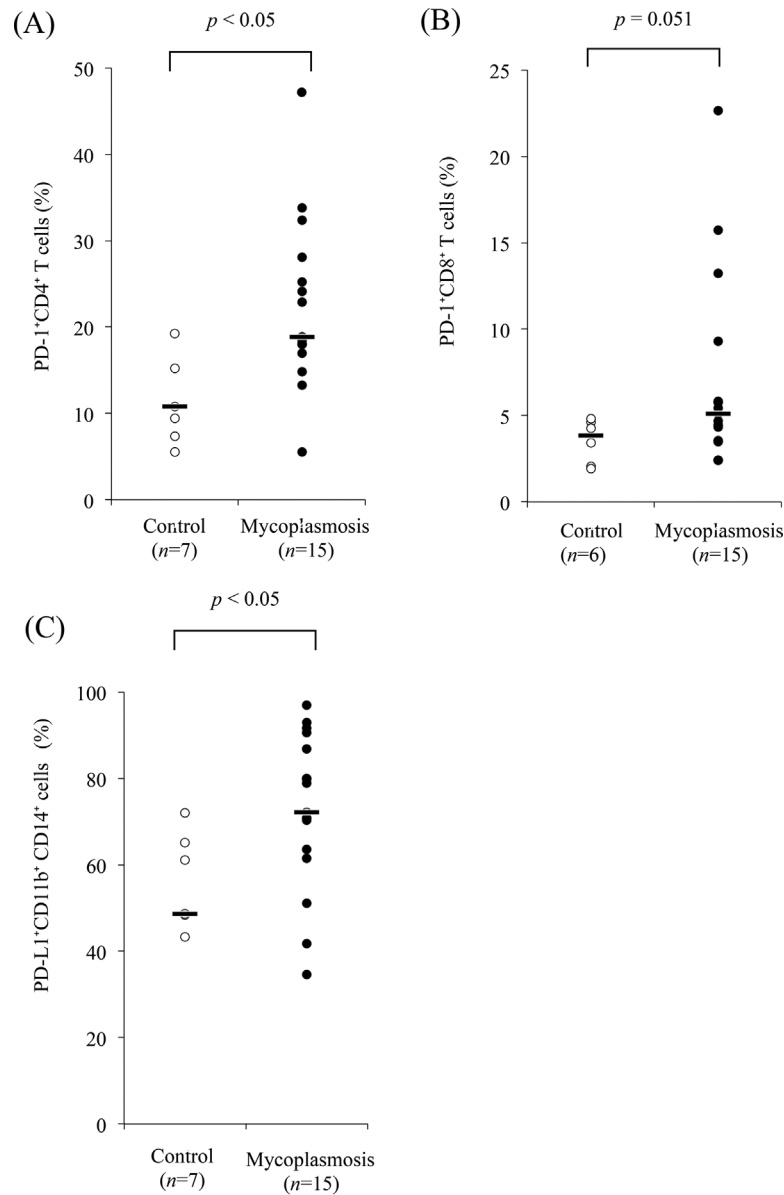 (A)
p < 0.05
50
40
30
20
10
0
PD-1⁺CD4⁺ T cells (%)
Control
(n=7)
Mycoplasmosis
(n=15)
(B)
p = 0.051
25
20
15
10
5
0
PD-1⁺CD8⁺ T cells (%)
Control
(n=6)
Mycoplasmosis
(n=15)
(C)
p < 0.05
100
80
60
40
20
0
PD-L1⁺CD11b⁺ CD14⁺ cells (%)
Control
(n=7)
Mycoplasmosis
(n=15)